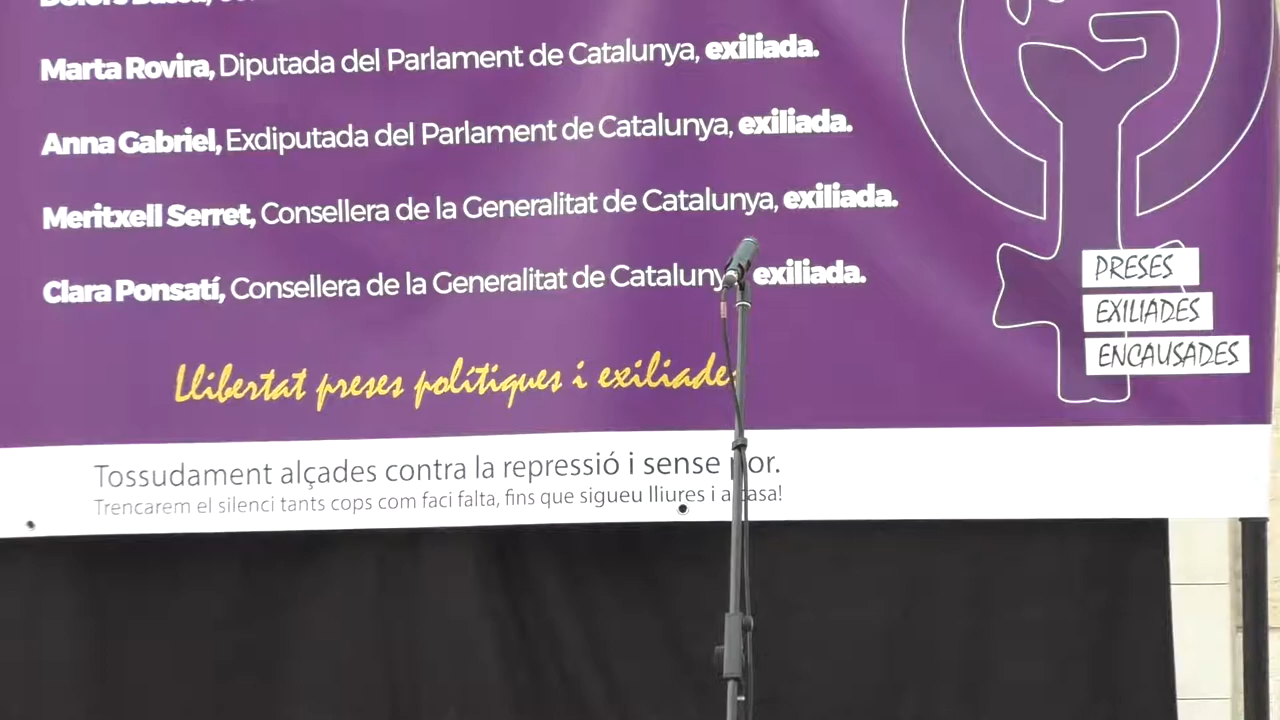 Marta Rovira, Diputada del Parlament de Catalunya, exiliada.
Anna Gabriel, Exdiputada del Parlament de Catalunya, exiliada.
Meritxell Serret, Consellera de la Generalitat de Catalunya, exiliada.
Clara Ponsatí, Consellera de la Generalitat de Catalunya, exiliada.
Llibertat preses polítiques i exiliades
Tossudament alçades contra la repressió i sense por.
Trencarem el silenci tants cops com faci falta, fins que sigueu lliures i a casa!
PRESES
EXILIADES
ENCAUSADES